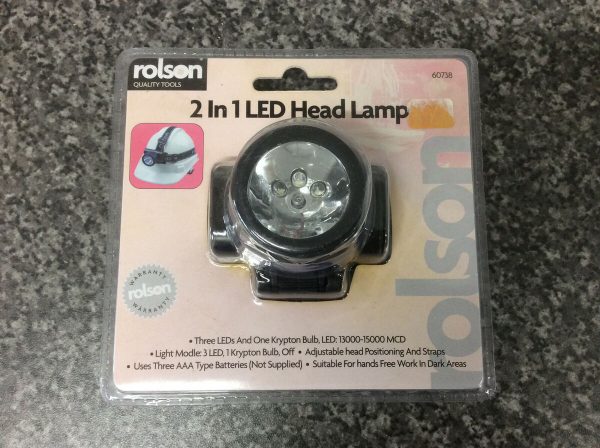 rolson
QUALITY TOOLS
60738
2 In 1 LED Head Lamp
WARRANTY
rolson
WARRANTY
rolson
• Three LEDs And One Krypton Bulb, LED: 13000-15000 MCD
• Light Modle: 3 LED, 1 Krypton Bulb, Off • Adjustable head Positioning And Straps
• Uses Three AAA Type Batteries (Not Supplied) • Suitable For hands Free Work In Dark Areas